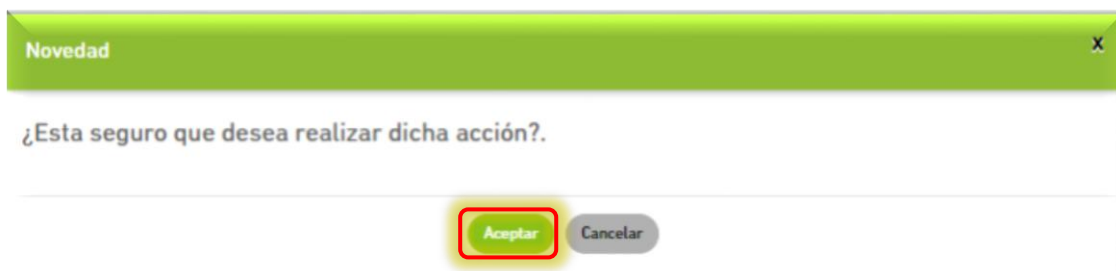 Novedad x
¿Esta seguro que desea realizar dicha acción?.
Aceptar Cancelar